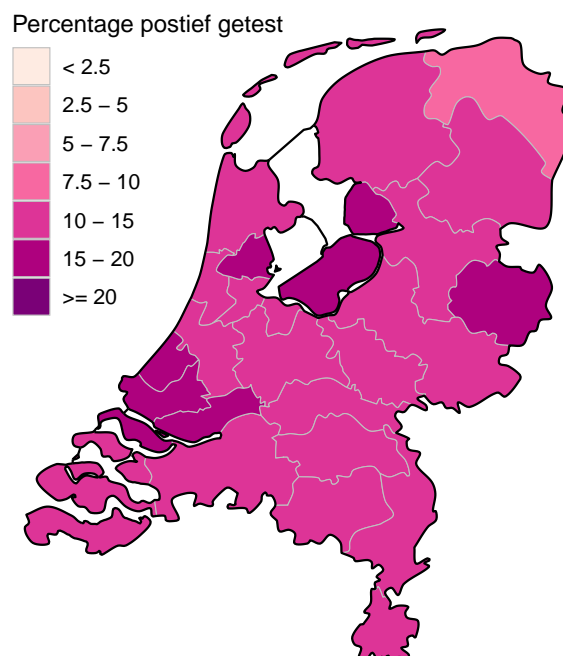 Percentage postief getest
< 2.5
2.5 – 5
5 – 7.5
7.5 – 10
10 – 15
15 – 20
>= 20